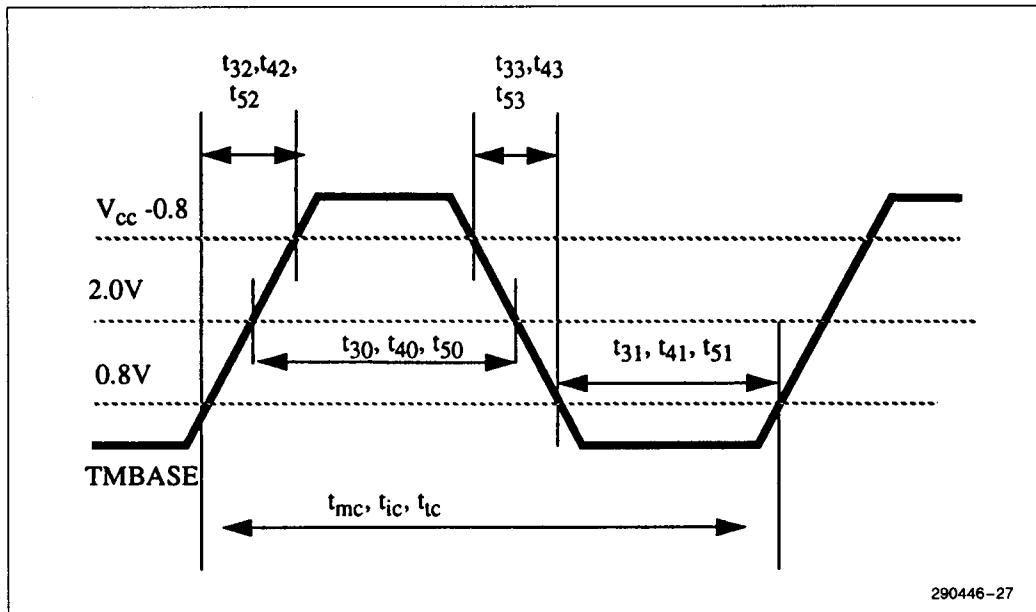 t32,t42,
t52
t33,t43
t53
Vcc -0.8
2.0V
t30, t40, t50
t31, t41, t51
0.8V
TMBASE
tmc, tic, ttc
290446-27